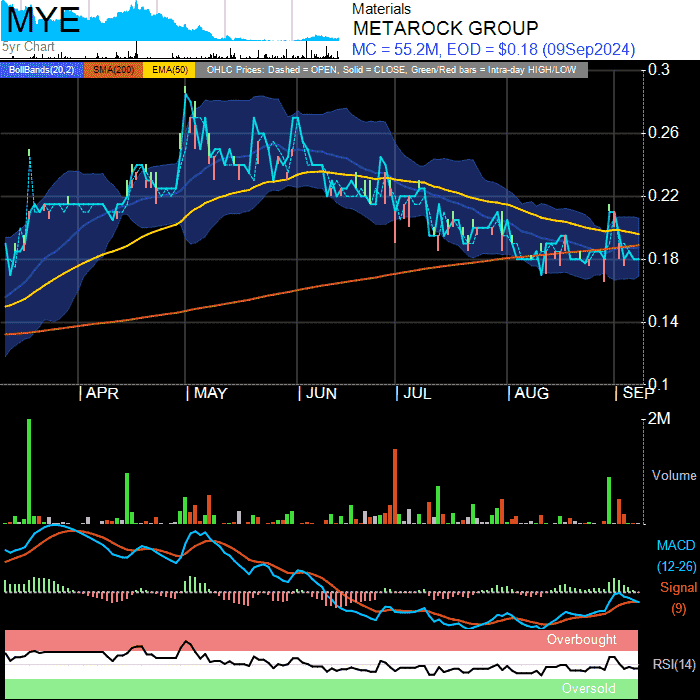 MYE
5yr Chart
Materials
METAROCK GROUP
MC = 55.2M, EOD = $0.18 (09Sep2024)
BollBands(20,2) SMA(200) EMA(50) OHLC Prices: Dashed = OPEN, Solid = CLOSE, Green/Red bars = Intra-day HIGH/LOW
0.3
0.26
0.22
0.18
0.14
0.1
| APR | MAY | JUN | JUL | AUG | SEP
2M
Volume
MACD
(12-26)
Signal
(9)
Overbought
RSI(14)
Oversold